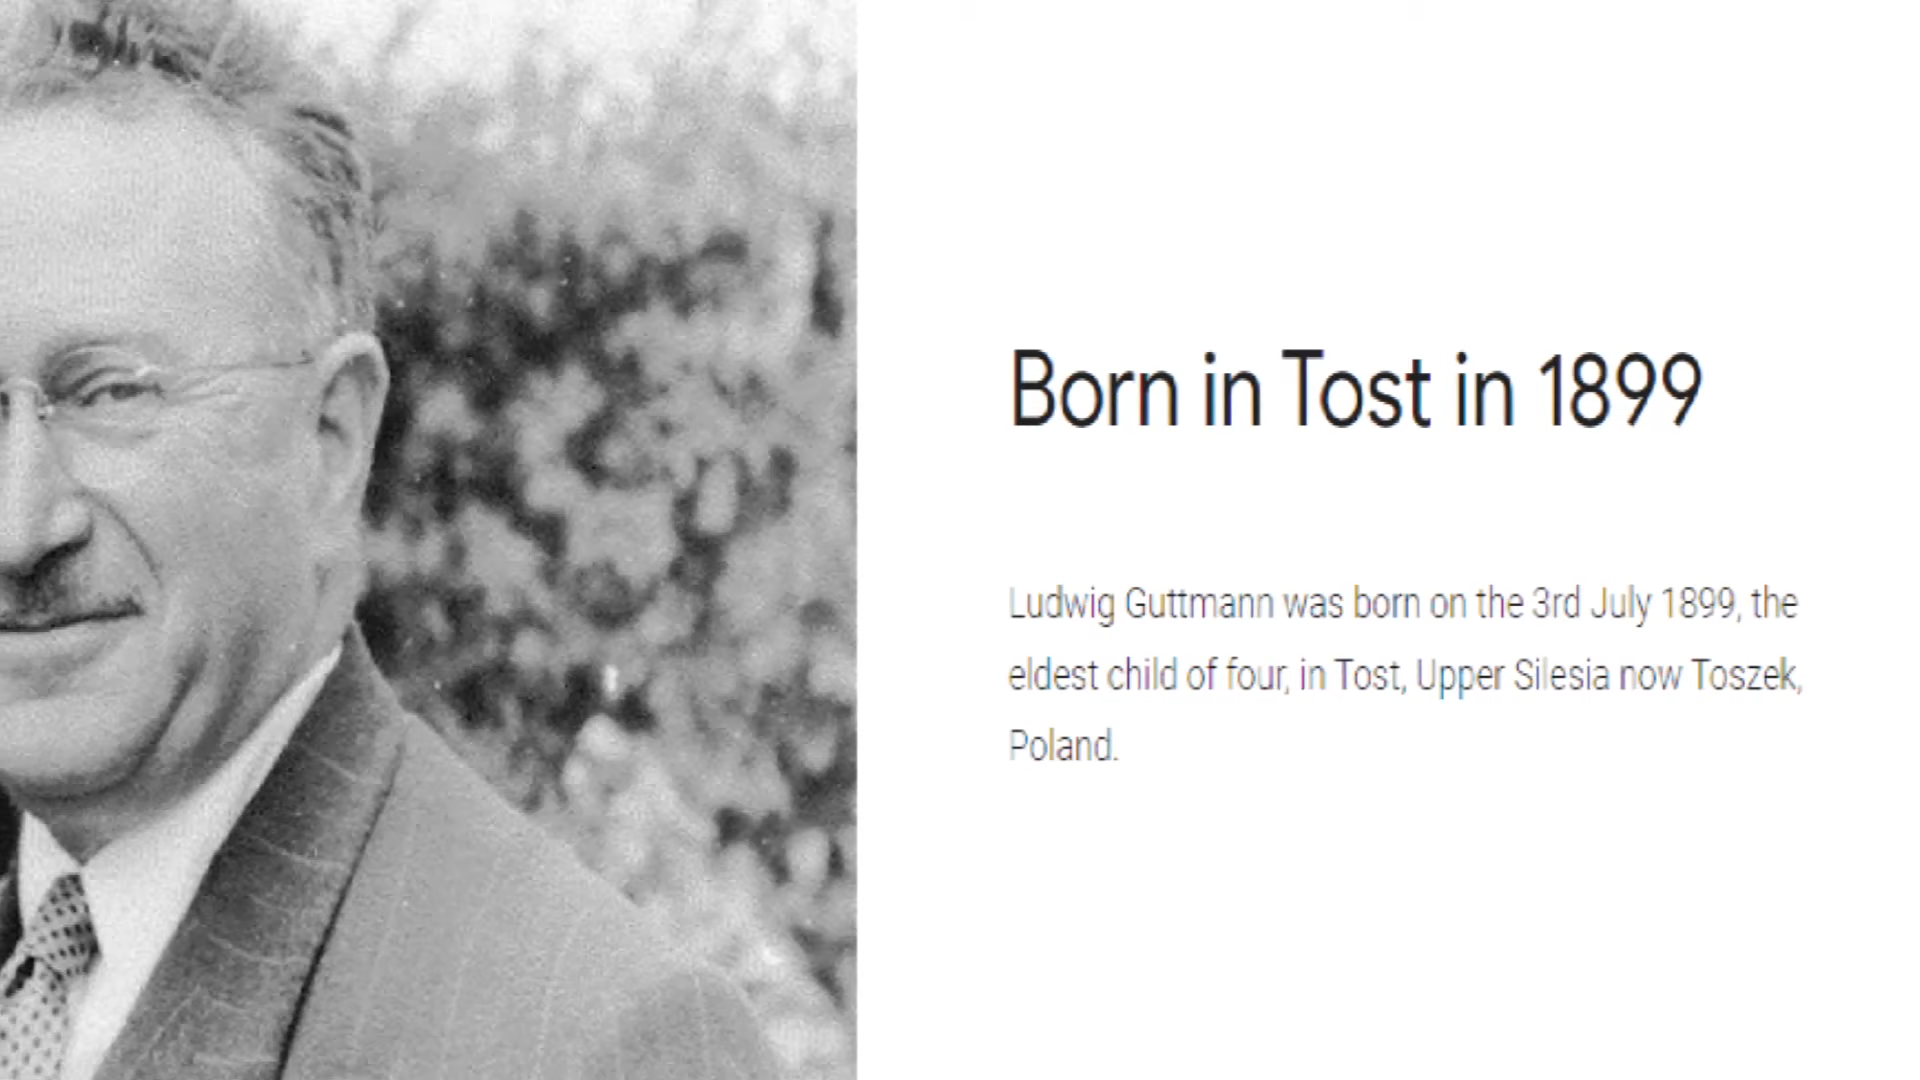 Born in Tost in 1899
Ludwig Guttmann was born on the 3rd July 1899, the
eldest child of four, in Tost, Upper Silesia now Toszek,
Poland.